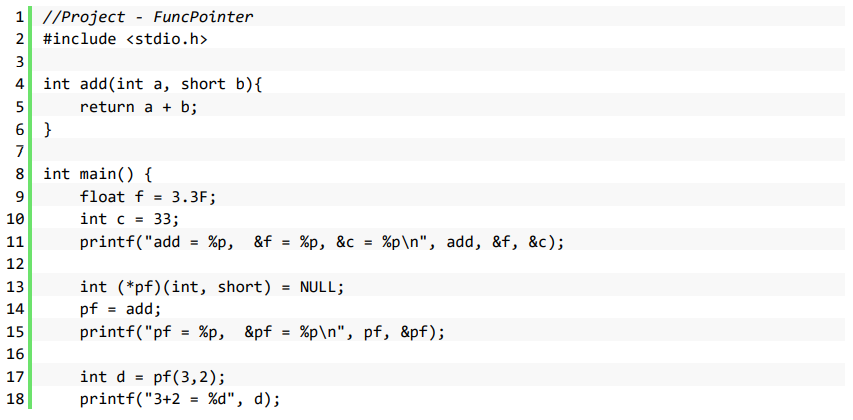 1 //Project - FuncPointer
2 #include <stdio.h>
3
4 int add(int a, short b){
5     return a + b;
6 }
7
8 int main() {
9     float f = 3.3F;
10     int c = 33;
11     printf("add = %p,  &f = %p, &c = %p\n", add, &f, &c);
12
13     int (*pf)(int, short) = NULL;
14     pf = add;
15     printf("pf = %p,  &pf = %p\n", pf, &pf);
16
17     int d = pf(3,2);
18     printf("3+2 = %d", d);